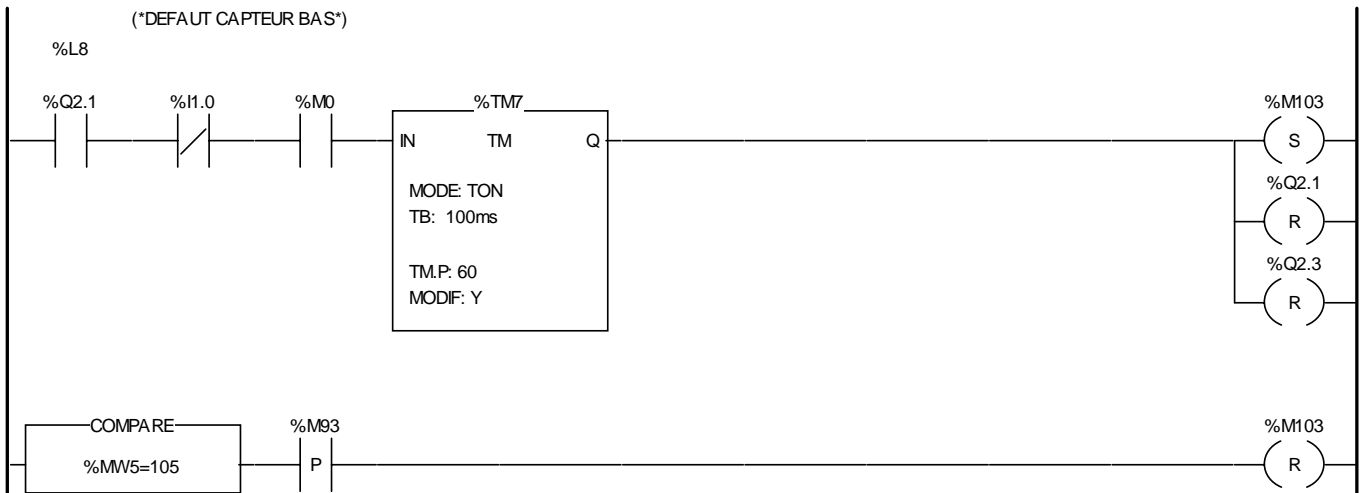 (*DEFAUT CAPTEUR BAS*)
%L8
%Q2.1 %I1.0 %M0 %TM7 %M103
IN TM Q S
MODE: TON %Q2.1
TB: 100ms R
TM.P: 60 %Q2.3
MODIF: Y R
COMPARE %M93 %M103
%MW5=105 P R